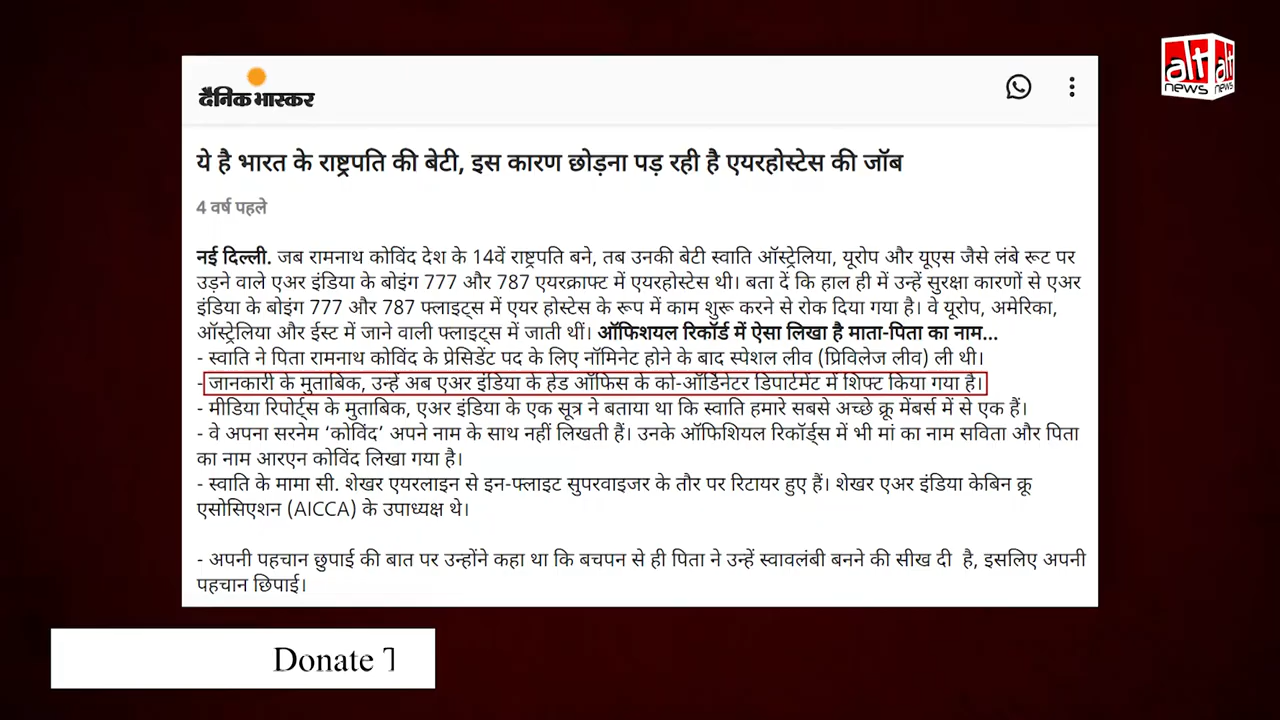 दैनिक भास्कर
alt alt
news news
ये है भारत के राष्ट्रपति की बेटी, इस कारण छोड़ना पड़ रही है एयरहोस्टेस की जॉब
4 वर्ष पहले
नई दिल्ली. जब रामनाथ कोविंद देश के 14वें राष्ट्रपति बने, तब उनकी बेटी स्वाति ऑस्ट्रेलिया, यूरोप और यूएस जैसे लंबे रूट पर
उड़ने वाले एअर इंडिया के बोइंग 777 और 787 एयरक्राफ्ट में एयरहोस्टेस थी। बता दें कि हाल ही में उन्हें सुरक्षा कारणों से एअर
इंडिया के बोइंग 777 और 787 फ्लाइट्स में एयर होस्टेस के रूप में काम शुरू करने से रोक दिया गया है। वे यूरोप, अमेरिका,
ऑस्ट्रेलिया और ईस्ट में जाने वाली फ्लाइट्स में जाती थीं। ऑफिशयल रिकॉर्ड में ऐसा लिखा है माता-पिता का नाम...
- स्वाति ने पिता रामनाथ कोविंद के प्रेसिडेंट पद के लिए नॉमिनेट होने के बाद स्पेशल लीव (प्रिविलेज लीव) ली थी।
- जानकारी के मुताबिक, उन्हें अब एअर इंडिया के हेड ऑफिस के को-ऑर्डिनेटर डिपार्टमेंट में शिफ्ट किया गया है।
- मीडिया रिपोर्ट्स के मुताबिक, एअर इंडिया के एक सूत्र ने बताया था कि स्वाति हमारे सबसे अच्छे क्रू मेंबर्स में से एक हैं।
- वे अपना सरनेम ‘कोविंद’ अपने नाम के साथ नहीं लिखती हैं। उनके ऑफिशियल रिकॉर्ड्स में भी मां का नाम सविता और पिता
का नाम आरएन कोविंद लिखा गया है।
- स्वाति के मामा सी. शेखर एयरलाइन से इन-फ्लाइट सुपरवाइजर के तौर पर रिटायर हुए हैं। शेखर एअर इंडिया केबिन क्रू
एसोसिएशन (AICCA) के उपाध्यक्ष थे।
- अपनी पहचान छुपाई की बात पर उन्होंने कहा था कि बचपन से ही पिता ने उन्हें स्वावलंबी बनने की सीख दी है, इसलिए अपनी
पहचान छिपाई।
Donate